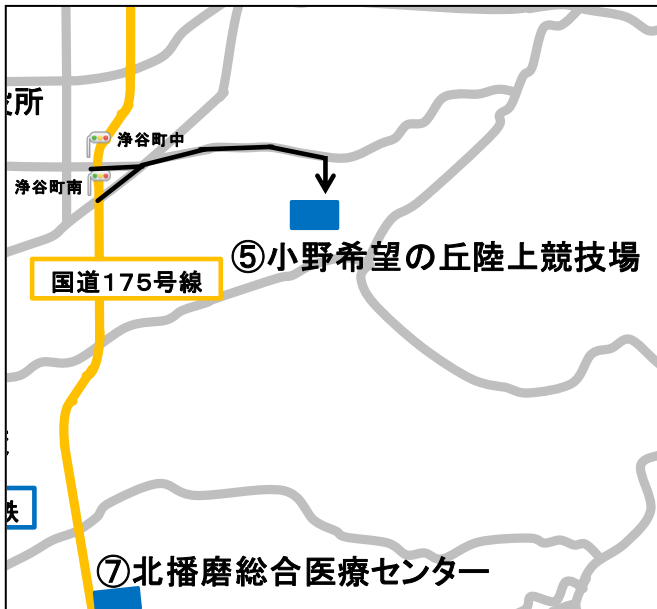 役所
浄谷町中
浄谷町南
⑤小野希望の丘陸上競技場
国道175号線
鉄
⑦北播磨総合医療センター